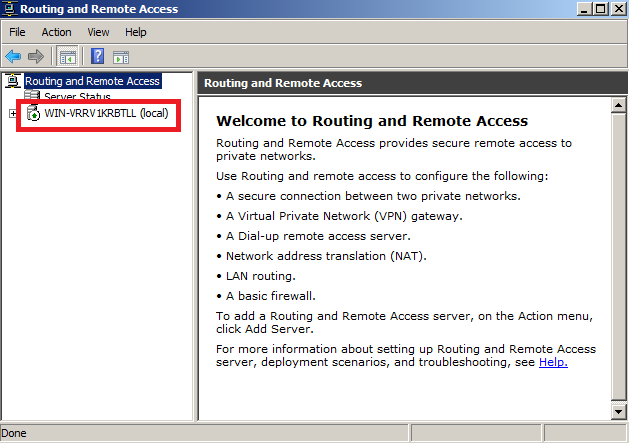 Routing and Remote Access
File Action View Help
Routing and Remote Access
Server Status
WIN-VRRV1KRBTLL (local)
Routing and Remote Access
Welcome to Routing and Remote Access
Routing and Remote Access provides secure remote access to
private networks.
Use Routing and remote access to configure the following:
• A secure connection between two private networks.
• A Virtual Private Network (VPN) gateway.
• A Dial-up remote access server.
• Network address translation (NAT).
• LAN routing.
• A basic firewall.
To add a Routing and Remote Access server, on the Action menu,
click Add Server.
For more information about setting up Routing and Remote Access
server, deployment scenarios, and troubleshooting, see Help.
Done